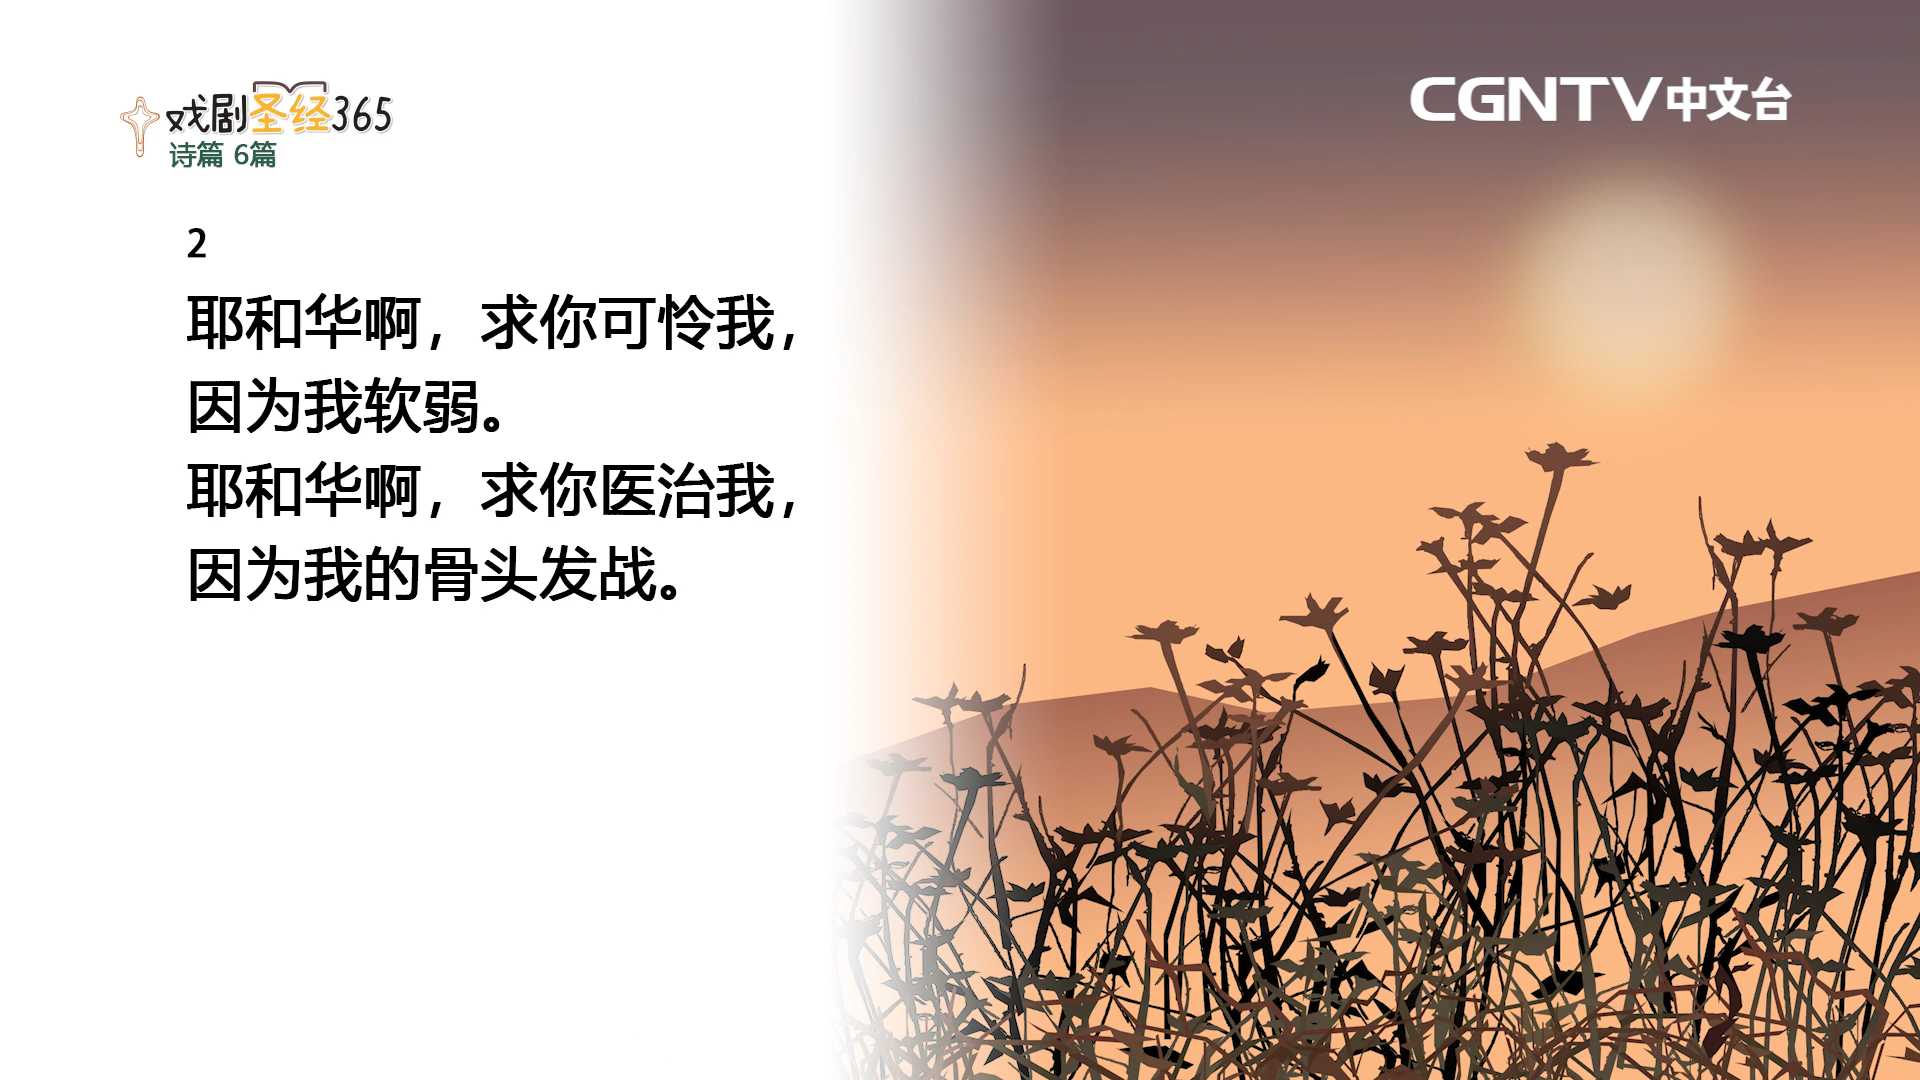 戏剧圣经365
诗篇 6篇
CGNTV中文台
2
耶和华啊，求你可怜我，
因为我软弱。
耶和华啊，求你医治我，
因为我的骨头发战。